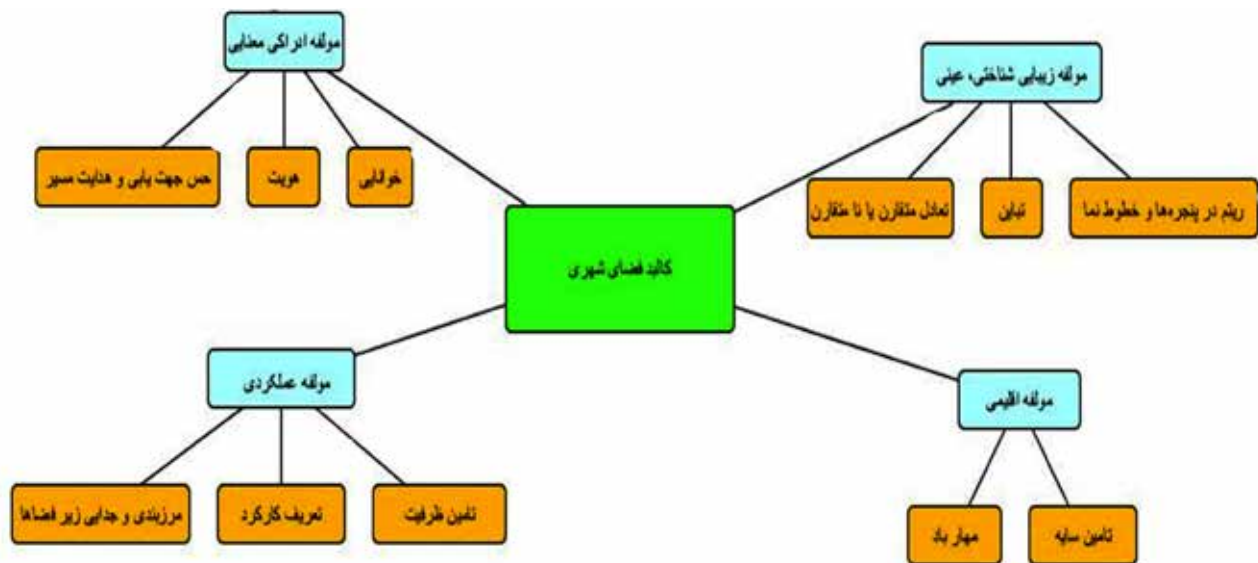 مولفه ادراکی معنایی
مولفه زیبایی شناختی، عینی
خوانایی
هویت
حس جهت یابی و هدایت مسیر
ریتم در پنجره‌ها و خطوط نما
تباین
تعادل متقارن یا نا متقارن
کالبد فضای شهری
مولفه عملکردی
مولفه اقلیمی
تامین ظرفیت
تعریف کارکرد
مرزبندی و جدایی زیر فضاها
تامین سایه
مهار باد